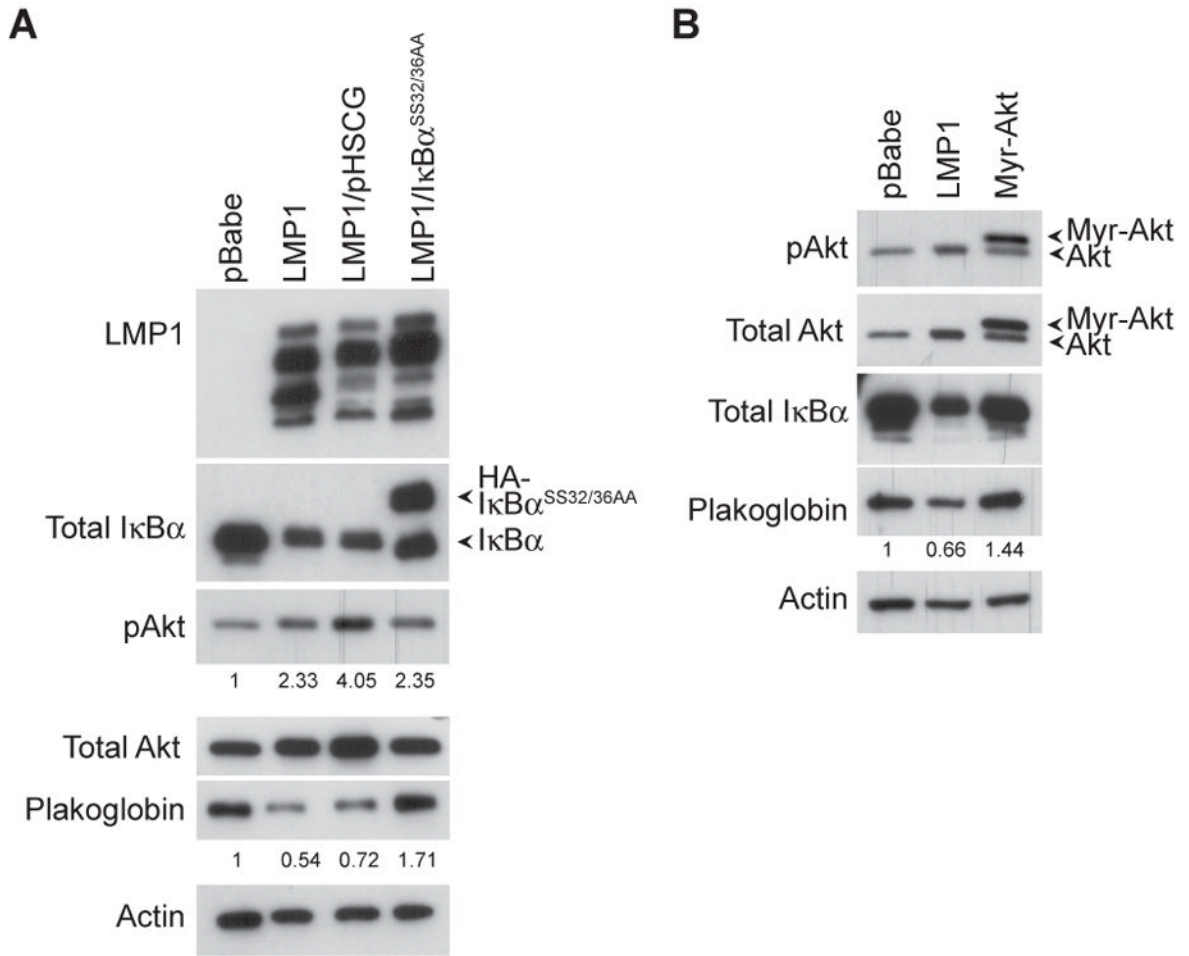 A
pBabe
LMP1
LMP1/pHSCG
LMP1/IκBα^SS32/36AA
LMP1
Total IκBα
HA-
IκBα^SS32/36AA
IκBα
pAkt
1 2.33 4.05 2.35
Total Akt
Plakoglobin
1 0.54 0.72 1.71
Actin
B
pBabe
LMP1
Myr-Akt
pAkt
Myr-Akt
Akt
Total Akt
Myr-Akt
Akt
Total IκBα
Plakoglobin
1 0.66 1.44
Actin